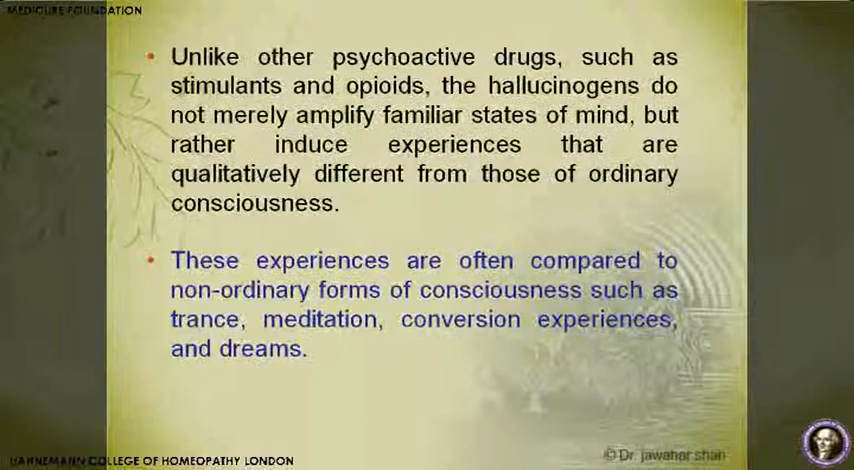 MEDICURE FOUNDATION
• Unlike other psychoactive drugs, such as
stimulants and opioids, the hallucinogens do
not merely amplify familiar states of mind, but
rather induce experiences that are
qualitatively different from those of ordinary
consciousness.
• These experiences are often compared to
non-ordinary forms of consciousness such as
trance, meditation, conversion experiences,
and dreams.
HAHNEMANN COLLEGE OF HOMEOPATHY LONDON
© Dr. jawahar shah